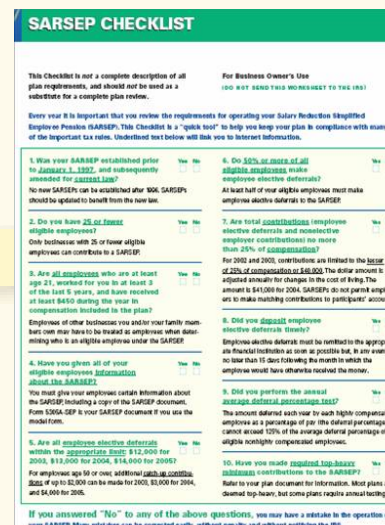 SARSEP CHECKLIST
This Checklist is not a complete description of all
plan requirements, and should not be used as a
substitute for a complete plan review.
For Business Owner's Use
(DO NOT SEND THIS WORKSHEET TO THE IRS)
Every year it is important that you review the requirements for operating your Salary Reduction Simplified
Employee Pension (SARSEP). This Checklist is a "quick tool" to help you keep your plan in compliance with many
of the important tax rules. Underlined text below will link you to Internet information.
1. Was your SARSEP established prior
to January 1, 1997, and subsequently
amended for current law?
Yes No
No new SARSEPs can be established after 1996. SARSEPs
should be updated to benefit from the new law.
2. Do you have 25 or fewer
eligible employees?
Yes No
Only businesses with 25 or fewer eligible
employees can contribute to a SARSEP.
3. Are all employees who are at least
age 21, worked for you in at least 3
of the last 5 years, and have received
at least $450 during the year in
compensation included in the plan?
Yes No
Employees of other businesses you and/or your family mem-
bers own may have to be treated as employees when deter-
mining who is an eligible employee under the SARSEP.
4. Have you given all of your
eligible employees information
about the SARSEP?
Yes No
You must give your employees certain information about
the SARSEP, including a copy of the SARSEP document.
Form 5305A-SEP is your SARSEP document if you use the
model form.
5. Are all employee elective deferrals
within the appropriate limit: $12,000 for
2003, $13,000 for 2004, $14,000 for 2005?
Yes No
For employees age 50 or over, additional catch-up contribu-
tions of up to $2,000 can be made for 2003, $3,000 for 2004,
and $4,000 for 2005.
6. Do 50% or more of all
eligible employees make
employee elective deferrals?
Yes
At least half of your eligible employees must make
employee elective deferrals to the SARSEP.
7. Are total contributions (employee
elective deferrals and nonelective
employer contributions) no more
than 25% of compensation?
Yes
For 2002 and 2003, contributions are limited to the lesser
of 25% of compensation or $40,000. The dollar amount is
adjusted annually for changes in the cost of living. The
amount is $41,000 for 2004. SARSEPs do not permit employ
ers to make matching contributions to participants' accou
8. Did you deposit employee
elective deferrals timely?
Yes
Employee elective deferrals must be remitted to the approp
ate financial institution as soon as possible but, in any even
no later than 15 days following the month in which the
employee would have otherwise received the money.
9. Did you perform the annual
average deferral percentage test?
Yes
The amount deferred each year by each highly compensa
employee as a percentage of pay (the deferral percentage
cannot exceed 125% of the average deferral percentage o
eligible nonhighly compensated employees.
10. Have you made required top-heavy
minimum contributions to the SARSEP?
Yes
Refer to your plan document for information. Most plans
deemed top-heavy, but some plans require annual testing
If you answered "No" to any of the above questions, you may have a mistake in the operation